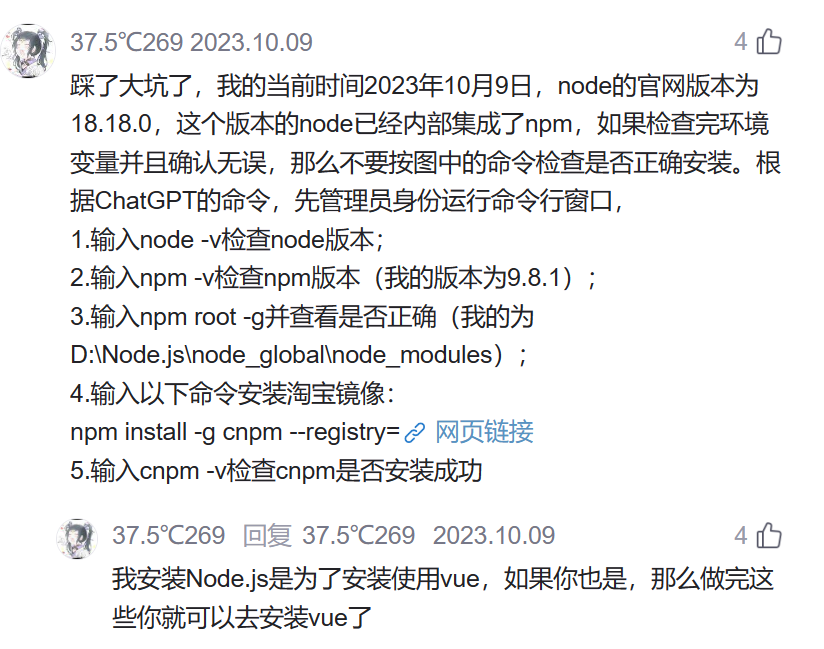 37.5℃269 2023.10.09 4
踩了大坑了，我的当前时间2023年10月9日，node的官网版本为
18.18.0，这个版本的node已经内部集成了npm，如果检查完环境
变量并且确认无误，那么不要按图中的命令检查是否正确安装。根
据ChatGPT的命令，先管理员身份运行命令行窗口，
1.输入node -v检查node版本；
2.输入npm -v检查npm版本（我的版本为9.8.1）；
3.输入npm root -g并查看是否正确（我的为
D:\Node.js\node_global\node_modules）；
4.输入以下命令安装淘宝镜像：
npm install -g cnpm --registry= 网页链接
5.输入cnpm -v检查cnpm是否安装成功
37.5℃269 回复 37.5℃269 2023.10.09 4
我安装Node.js是为了安装使用vue，如果你也是，那么做完这
些你就可以去安装vue了